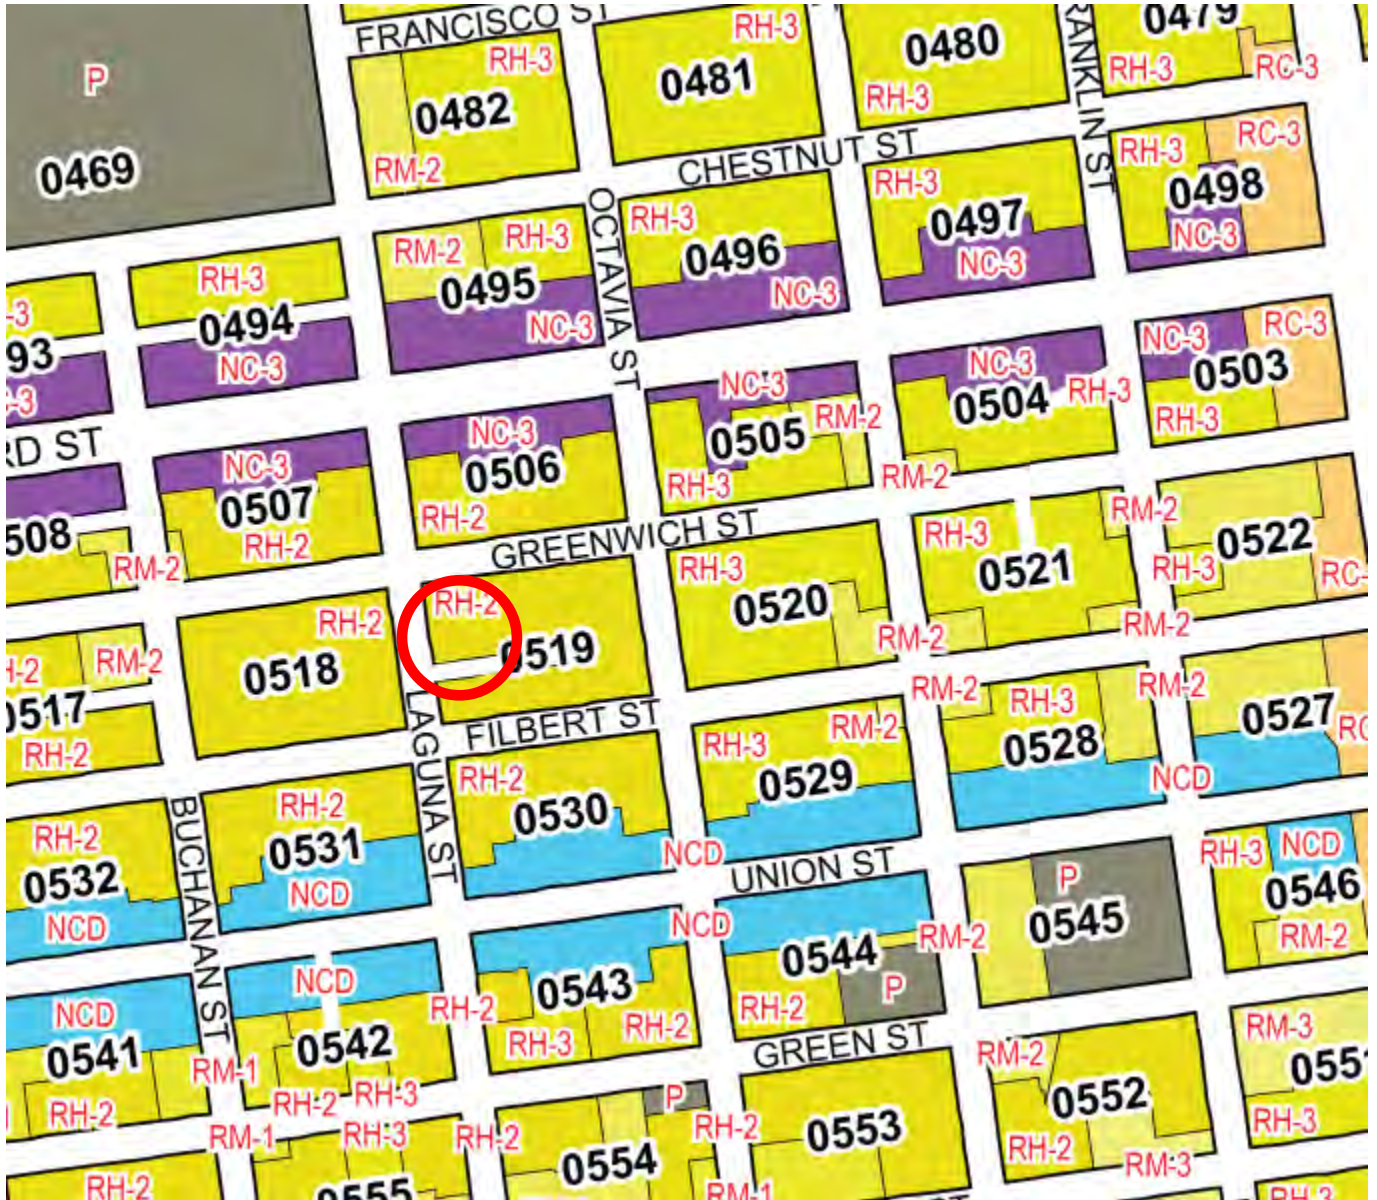 FRANCISCO ST
RH-3
0479
P
RH-3
0481
0480
RH-3
RC-3
0482
RH-3
0469
RM-2
CHESTNUT ST
RANKLIN ST
RH-3
RC-3
OCTAVIA ST
RH-3
0498
RM-2
RH-3
RH-3
0497
NC-3
0496
NC-3
RH-3
0495
NC-3
-3
0494
NC-3
NC-3
RC-3
93
NC-3
NC-3
0503
-3
NC-3
0504
RH-3
RH-3
RD ST
NC-3
0505
RM-2
NC-3
0506
RH-3
RM-2
0507
RH-2
GREENWICH ST
RM-2
508
RH-2
RH-3
0522
RM-2
RH-3
0521
RH-3
RC-
RH-2
0520
RH-2
RM-2
RM-2
0519
-2
RM-2
0518
RM-2
RM-2
0517
LAGUNA ST
FILBERT ST
RM-2
RH-3
0527
RH-2
RH-3
0528
RC
RH-2
0529
NCD
BUCHANAN ST
RH-2
0530
RH-2
0531
NCD
RH-3
NCD
0532
NCD
UNION ST
P
0546
NCD
NCD
RM-2
0545
RM-2
NCD
0544
NCD
0543
P
RH-2
RH-2
RH-2
0541
0542
RH-3
GREEN ST
RM-3
RM-1
RM-2
0551
RH-2
RH-2
RH-3
P
0552
RM-1
RH-3
RH-2
RH-2
0553
RH-3
0554
RH-2
RM-3
RH-2
0555
RM-1
RH-3